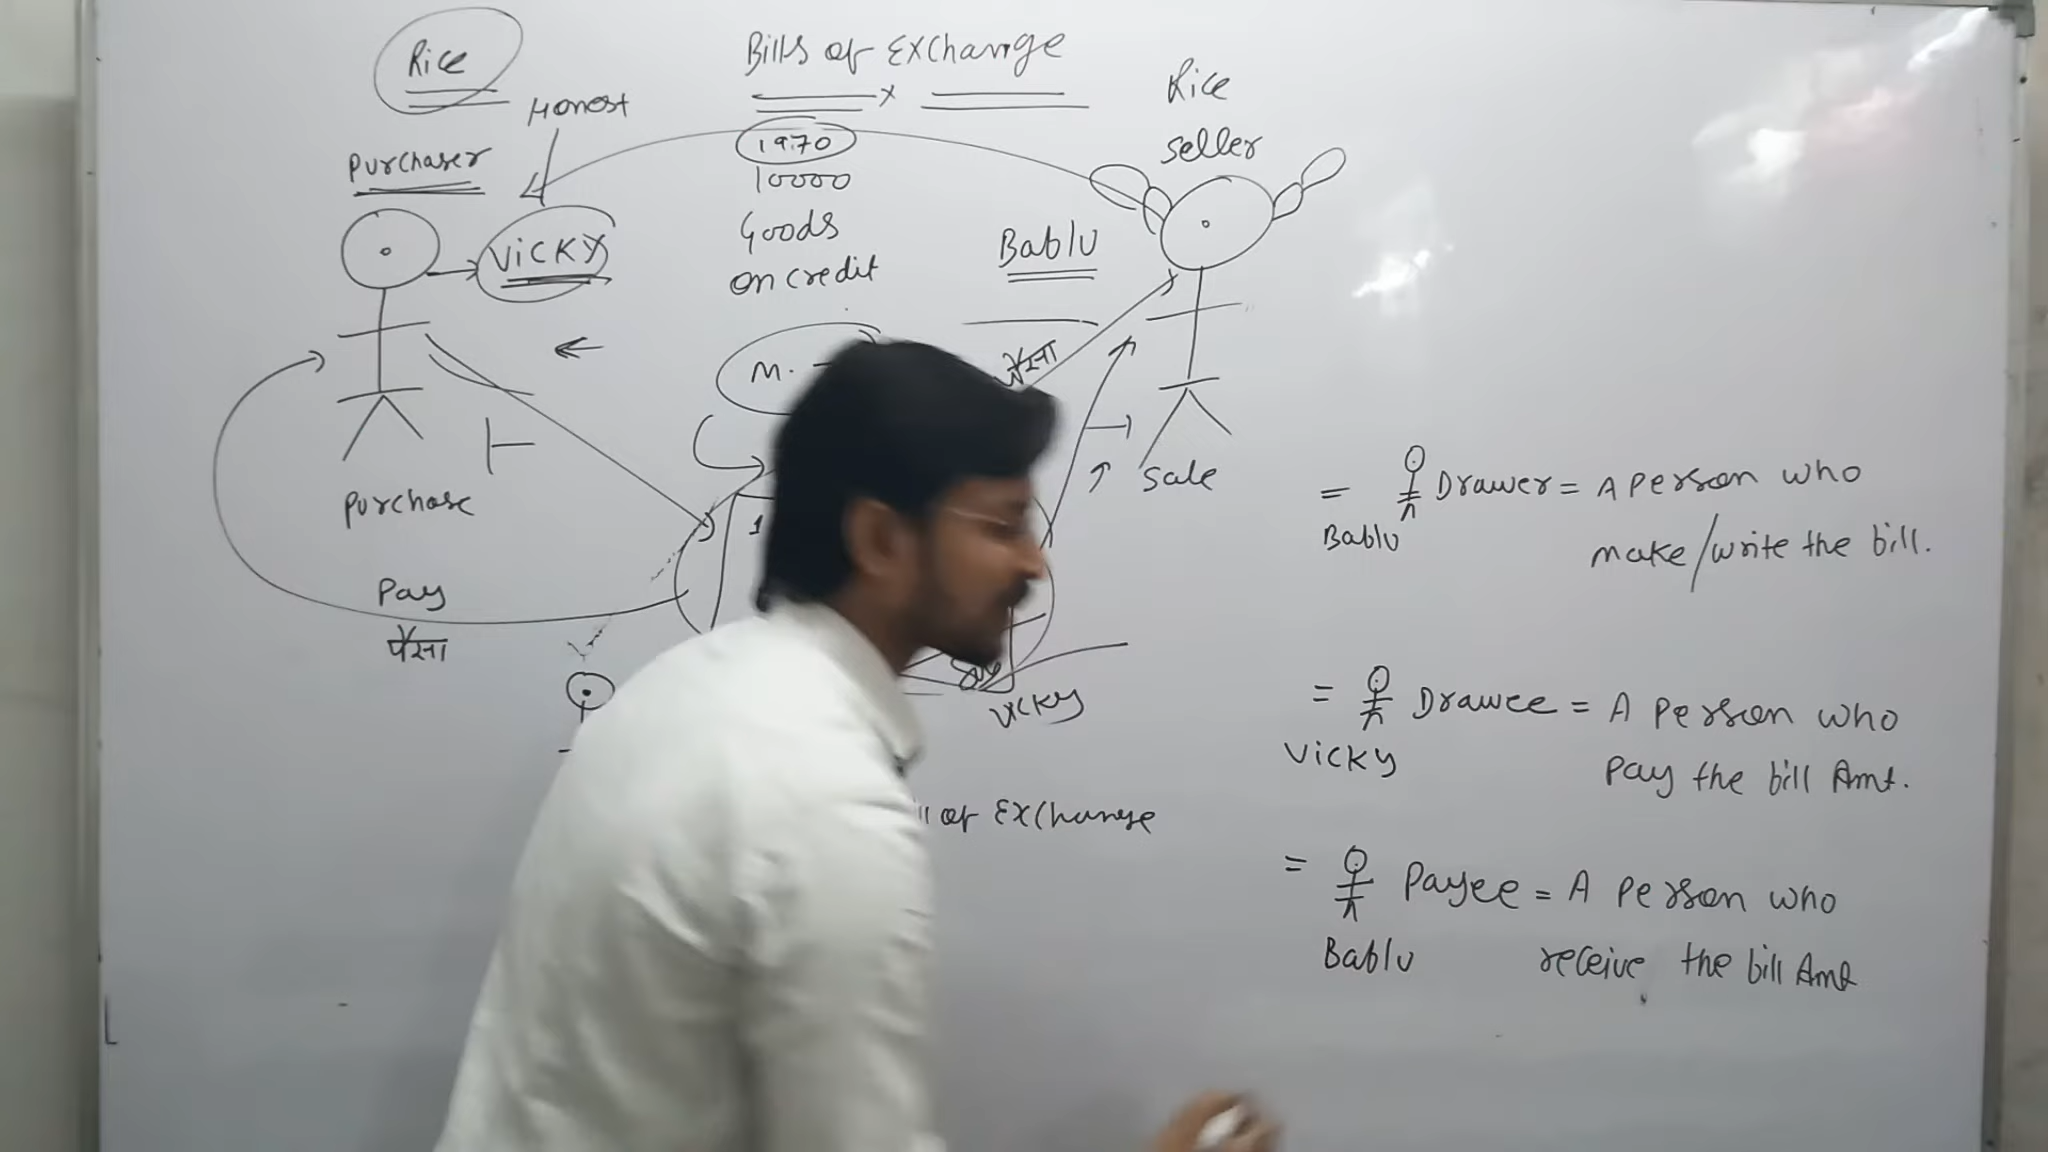 Rice
Bills of Exchange
Rice
seller
Honest
Purchaser
1970
10000
Goods
on credit
Vicky
Bablu
M.
पैसा
Purchase
Sale
1
Pay
पैसा
Vicky
of Exchange
= Drawer = A person who
make/write the bill.
Bablu
= Drawee = A person who
pay the bill Amt.
Vicky
= Payee = A person who
receive the bill Amt
Bablu